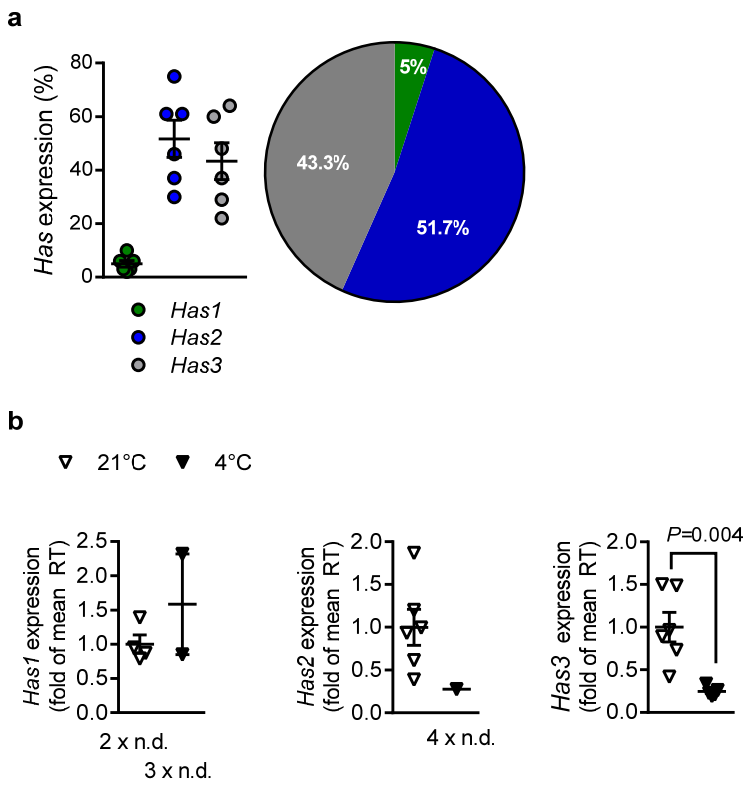 a
Has expression (%)
80
60
40
20
0
5%
43.3%
51.7%
Has1
Has2
Has3
b
21°C
4°C
Has1 expression
(fold of mean RT)
2.5
2.0
1.5
1.0
0.5
0.0
2 x n.d.
3 x n.d.
Has2 expression
(fold of mean RT)
2.0
1.5
1.0
0.5
0.0
4 x n.d.
Has3 expression
(fold of mean RT)
2.0
1.5
1.0
0.5
0.0
P=0.004